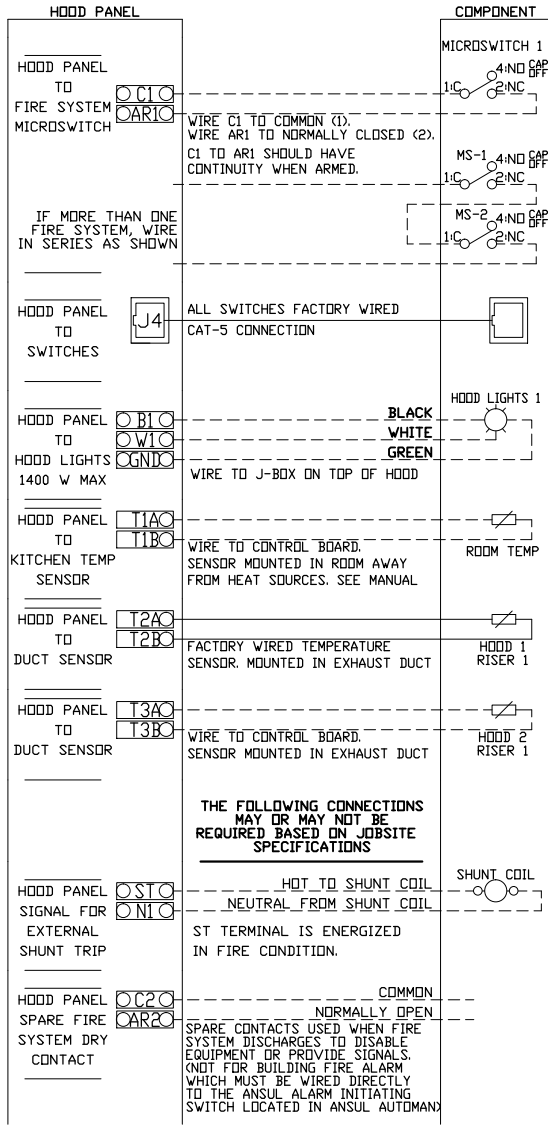 HOOD PANEL
COMPONENT
MICROSWITCH 1
HOOD PANEL
TO
FIRE SYSTEM
MICROSWITCH
C1
AR1
1:C
4:NO CAP OFF
2:NC
WIRE C1 TO COMMON (1).
WIRE AR1 TO NORMALLY CLOSED (2).
C1 TO AR1 SHOULD HAVE
CONTINUITY WHEN ARMED.
MS-1
4:NO CAP OFF
1:C
2:NC
IF MORE THAN ONE
FIRE SYSTEM, WIRE
IN SERIES AS SHOWN
MS-2
4:NO CAP OFF
1:C
2:NC
HOOD PANEL
TO
SWITCHES
J4
ALL SWITCHES FACTORY WIRED
CAT-5 CONNECTION
HOOD PANEL
TO
HOOD LIGHTS
1400 W MAX
B1
W1
GND
BLACK
WHITE
GREEN
HOOD LIGHTS 1
WIRE TO J-BOX ON TOP OF HOOD
HOOD PANEL
TO
KITCHEN TEMP
SENSOR
T1A
T1B
WIRE TO CONTROL BOARD.
SENSOR MOUNTED IN ROOM AWAY
FROM HEAT SOURCES. SEE MANUAL
ROOM TEMP
HOOD PANEL
TO
DUCT SENSOR
T2A
T2B
FACTORY WIRED TEMPERATURE
SENSOR. MOUNTED IN EXHAUST DUCT
HOOD 1
RISER 1
HOOD PANEL
TO
DUCT SENSOR
T3A
T3B
WIRE TO CONTROL BOARD.
SENSOR MOUNTED IN EXHAUST DUCT
HOOD 2
RISER 1
THE FOLLOWING CONNECTIONS
MAY OR MAY NOT BE
REQUIRED BASED ON JOBSITE
SPECIFICATIONS
HOOD PANEL
SIGNAL FOR
EXTERNAL
SHUNT TRIP
ST
N1
HOT TO SHUNT COIL
NEUTRAL FROM SHUNT COIL
SHUNT COIL
ST TERMINAL IS ENERGIZED
IN FIRE CONDITION.
HOOD PANEL
SPARE FIRE
SYSTEM DRY
CONTACT
C2
AR2
COMMON
NORMALLY OPEN
SPARE CONTACTS USED WHEN FIRE
SYSTEM DISCHARGES TO DISABLE
EQUIPMENT OR PROVIDE SIGNALS.
(NOT FOR BUILDING FIRE ALARM
WHICH MUST BE WIRED DIRECTLY
TO THE ANSUL ALARM INITIATING
SWITCH LOCATED IN ANSUL AUTOMAN)